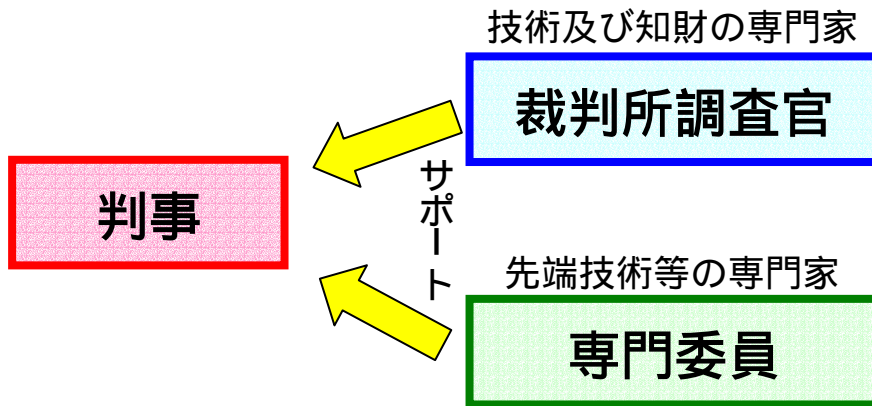 技術及び知財の専門家
裁判所調査官
判事
サポート
先端技術等の専門家
専門委員